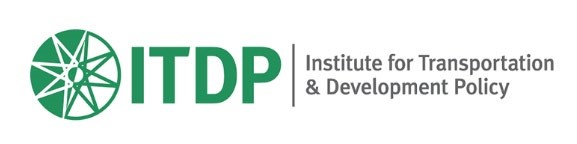 ITDP
Institute for Transportation
& Development Policy